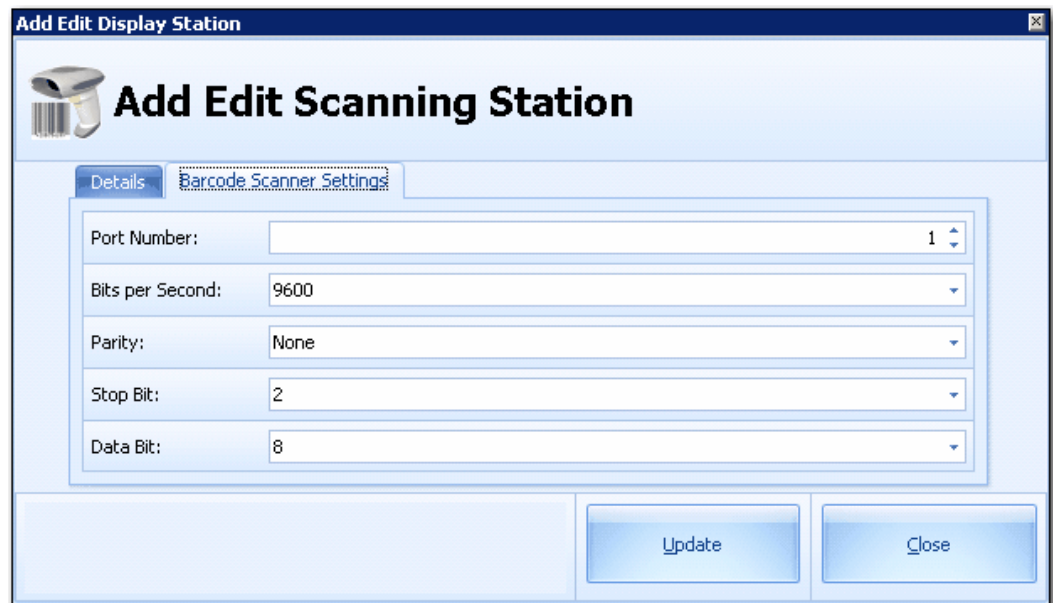 Add Edit Display Station
Add Edit Scanning Station
Details Barcode Scanner Settings
Port Number: 1
Bits per Second: 9600
Parity: None
Stop Bit: 2
Data Bit: 8
Update Close